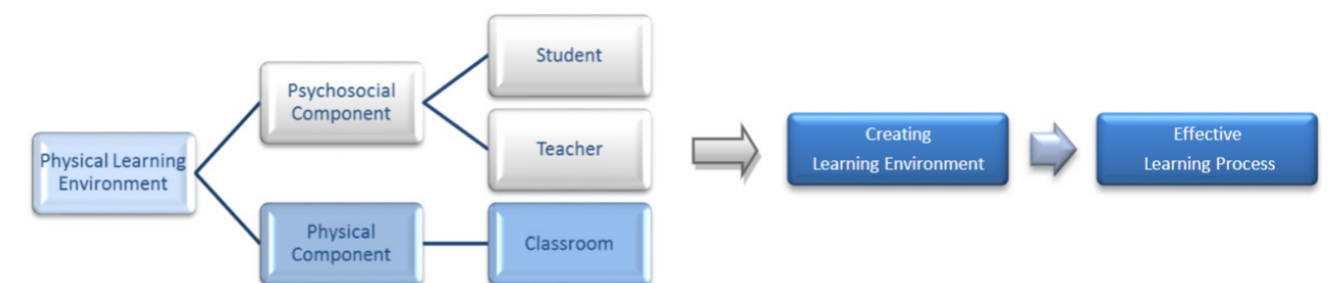 Physical Learning
Environment
Psychosocial
Component
Physical
Component
Student
Teacher
Classroom
Creating
Learning Environment
Effective
Learning Process